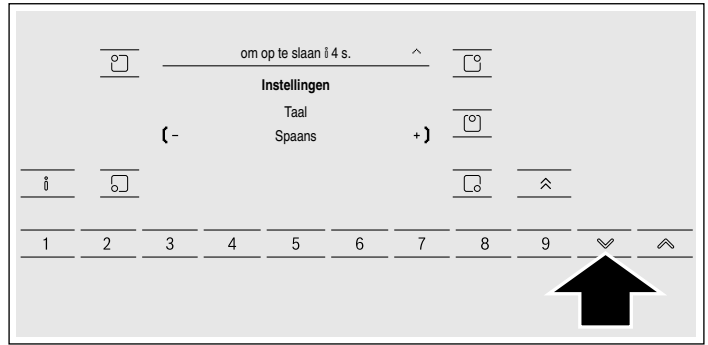 om op te slaan i 4 s.
Instellingen
Taal
- Spaans +
i
1 2 3 4 5 6 7 8 9